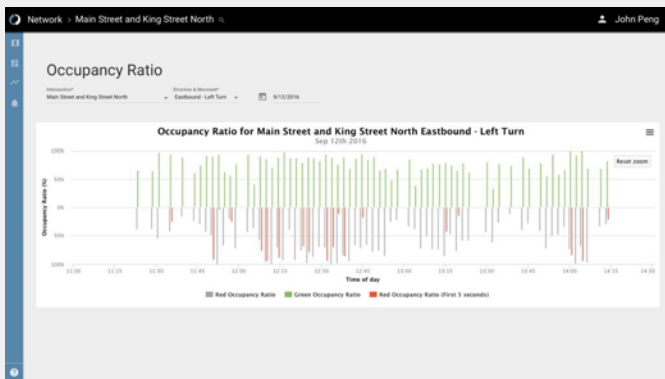 Network > Main Street and King Street North
John Peng
Occupancy Ratio
Intersection* Direction & Movement*
Main Street and King Street North Eastbound - Left Turn 9/12/2016
Occupancy Ratio for Main Street and King Street North Eastbound - Left Turn
Sep 12th 2016
Reset zoom
Occupancy Ratio (%)
100%
50%
0%
50%
100%
11:00 11:15 11:30 11:45 12:00 12:15 12:30 12:45 13:00 13:15 13:30 13:45 14:00 14:15 14:30
Time of day
Red Occupancy Ratio Green Occupancy Ratio Red Occupancy Ratio (First 5 seconds)
?